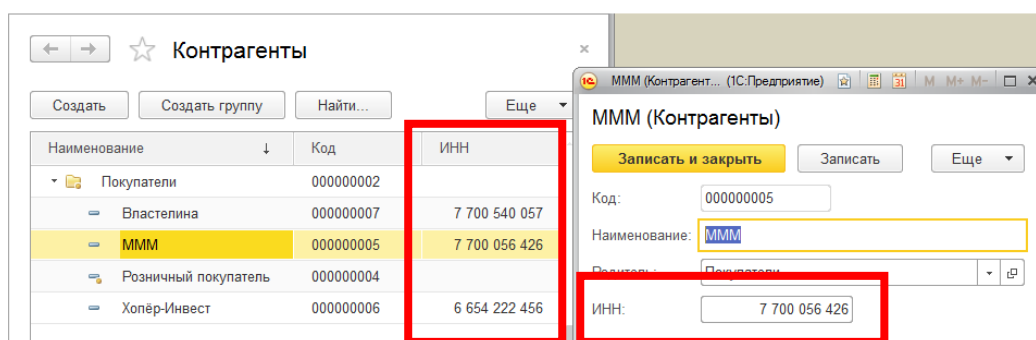 Контрагенты
Создать Создать группу Найти... Еще
Наименование Код ИНН
Покупатели 000000002
Властелина 000000007 7 700 540 057
МММ 000000005 7 700 056 426
Розничный покупатель 000000004
Хопёр-Инвест 000000006 6 654 222 456
МММ (Контрагент... (1С:Предприятие) M M+ M-
МММ (Контрагенты)
Записать и закрыть Записать Еще
Код: 000000005
Наименование: МММ
Родитель: Покупатели
ИНН: 7 700 056 426